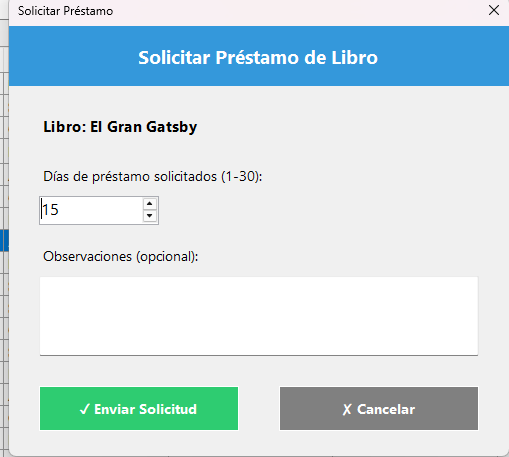 Solicitar Préstamo
Solicitar Préstamo de Libro
Libro: El Gran Gatsby
Días de préstamo solicitados (1-30):
15
Observaciones (opcional):
✓ Enviar Solicitud
✗ Cancelar